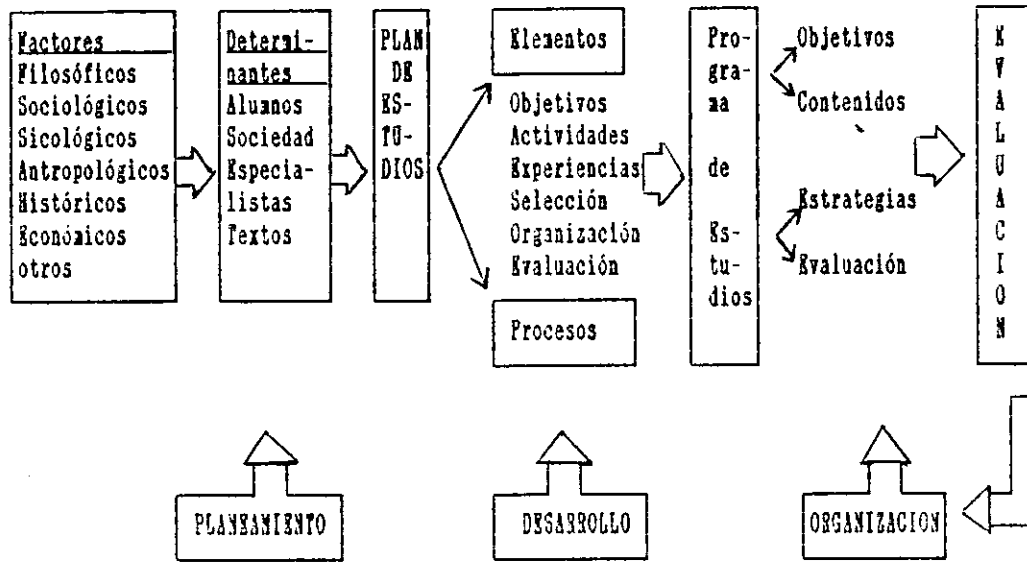 Factores
Filosóficos
Sociológicos
Sicológicos
Antropológicos
Históricos
Económicos
otros
Determi-
nantes
Alumnos
Sociedad
Especia-
listas
Textos
PLAN
DE
ES-
TU-
DIOS
Elementos
Objetivos
Actividades
Experiencias
Selección
Organización
Evaluación
Procesos
Pro-
gra-
ma
de
Es-
tu-
dios
Objetivos
Contenidos
Estrategias
Evaluación
E
V
A
L
U
A
C
I
O
N
PLANEAMIENTO
DESARROLLO
ORGANIZACION